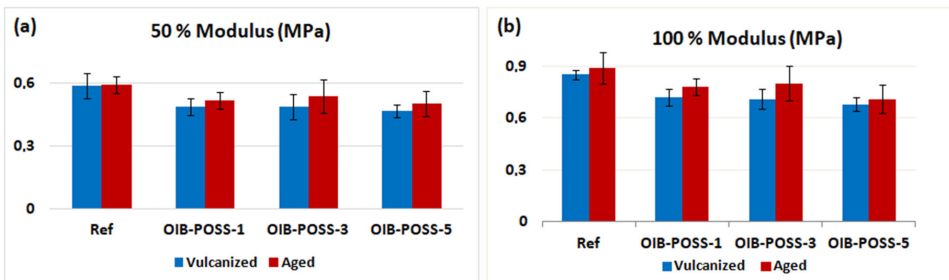 (a)
50 % Modulus (MPa)
0.6
0.3
0
Ref OIB-POSS-1 OIB-POSS-3 OIB-POSS-5
Vulcanized Aged
(b)
100 % Modulus (MPa)
0.9
0.6
0.3
0
Ref OIB-POSS-1 OIB-POSS-3 OIB-POSS-5
Vulcanized Aged